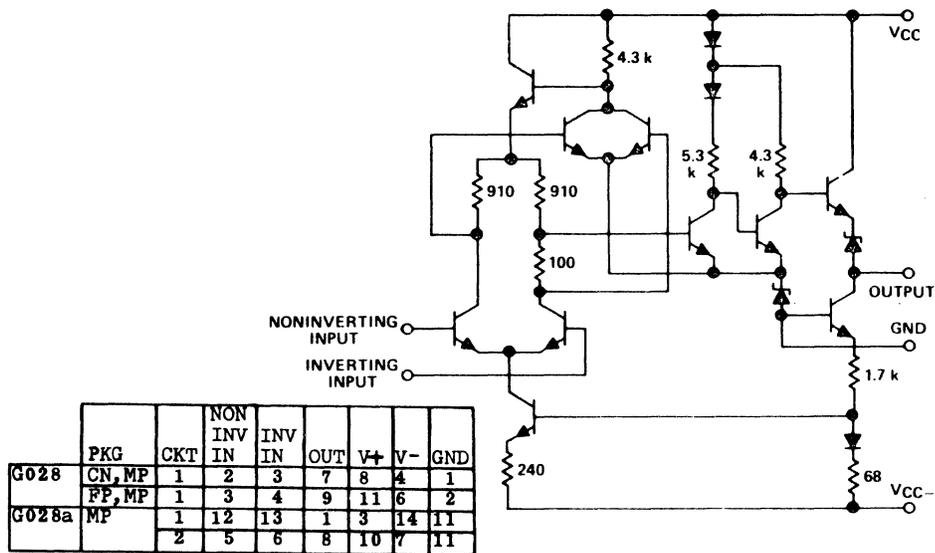 VCC
4.3 k
5.3 k
4.3 k
910
910
100
OUTPUT
NONINVERTING INPUT
GND
INVERTING INPUT
1.7 k
240
68
VCC-
PKG CKT NON INV IN INV IN OUT V+ V- GND
G028 CN,MP 1 2 3 7 8 4 1
FP,MP 1 3 4 9 11 6 2
G028a MP 1 12 13 1 3 14 11
2 5 6 8 10 7 11